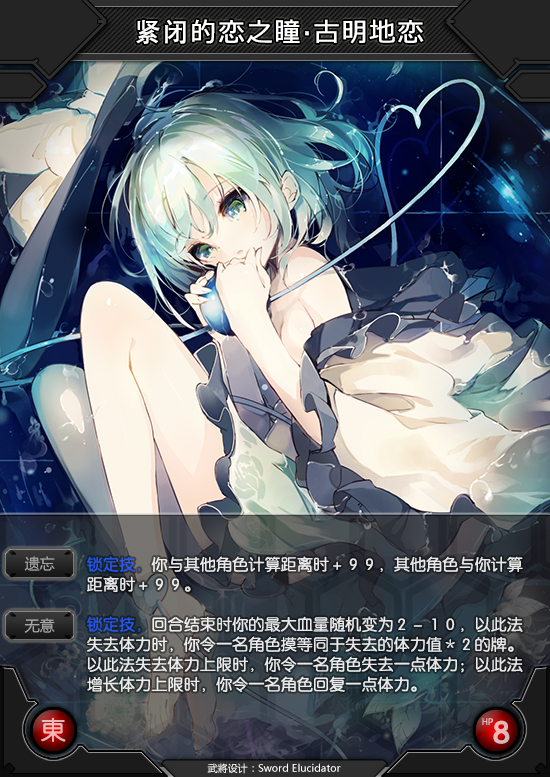 紧闭的恋之瞳·古明地恋
遗忘
锁定技。你与其他角色计算距离时+99，其他角色与你计算
距离时+99。
无意
锁定技。回合结束时你的最大血量随机变为2-10，以此法
失去体力时，你令一名角色摸等同于失去的体力值*2的牌。
以此法失去体力上限时，你令一名角色失去一点体力；以此法
增长体力上限时，你令一名角色回复一点体力。
東
HP 8
武將设计：Sword Elucidator